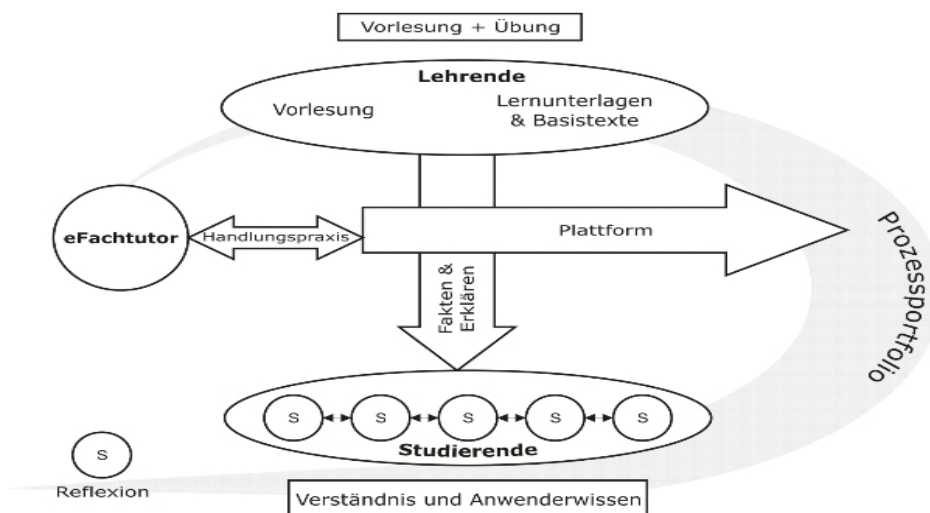 Vorlesung + Übung
Lehrende
Vorlesung
Lernunterlagen
& Basistexte
eFachtutor
Handlungspraxis
Plattform
Prozessportfolio
Fakten &
Erklären
S
S
S
S
S
Studierende
S
Reflexion
Verständnis und Anwenderwissen